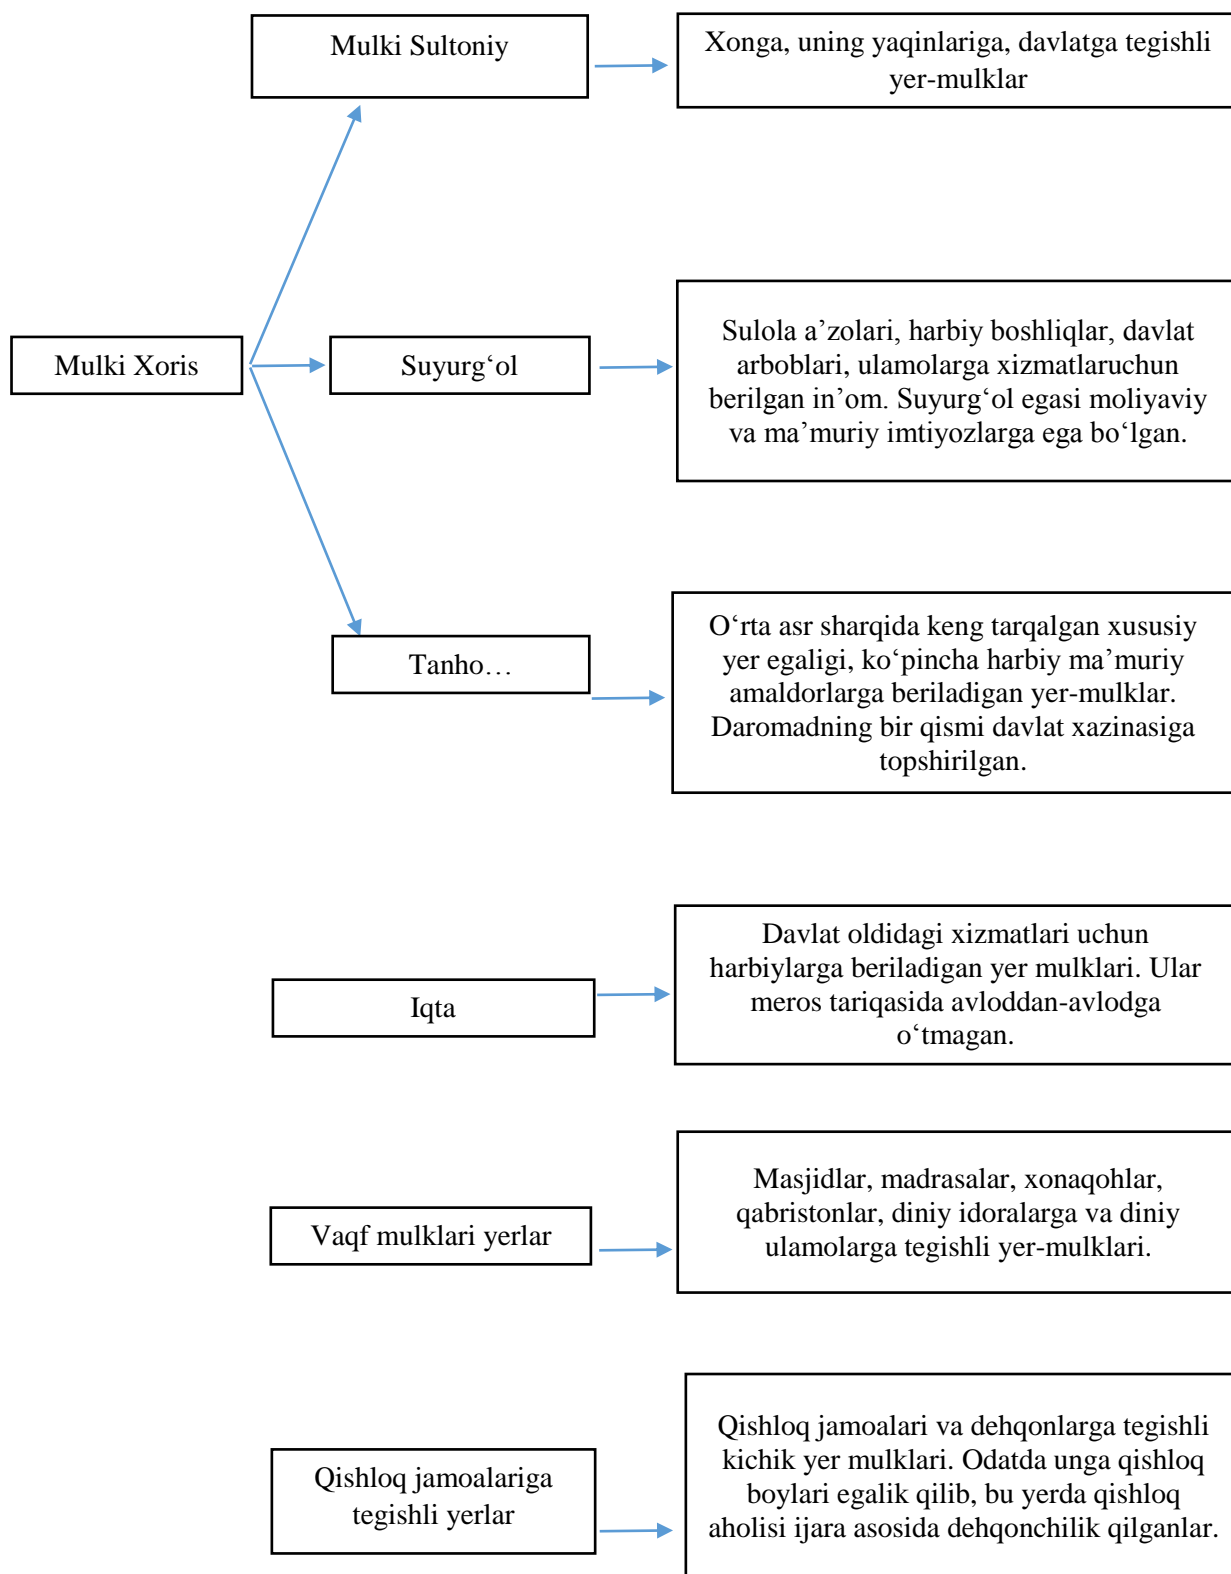 Mulki Sultoniy
Xonga, uning yaqinlariga, davlatga tegishli
yer-mulklar
Mulki Xoris
Suyurg‘ol
Sulola a’zolari, harbiy boshliqlar, davlat
arboblari, ulamolarga xizmatlaruchun
berilgan in’om. Suyurg‘ol egasi moliyaviy
va ma’muriy imtiyozlarga ega bo‘lgan.
Tanho…
O‘rta asr sharqida keng tarqalgan xususiy
yer egaligi, ko‘pincha harbiy ma’muriy
amaldorlarga beriladigan yer-mulklar.
Daromadning bir qismi davlat xazinasiga
topshirilgan.
Iqta
Davlat oldidagi xizmatlari uchun
harbiylarga beriladigan yer mulklari. Ular
meros tariqasida avloddan-avlodga
o‘tmagan.
Vaqf mulklari yerlar
Masjidlar, madrasalar, xonaqohlar,
qabristonlar, diniy idoralarga va diniy
ulamolarga tegishli yer-mulklari.
Qishloq jamoalariga
tegishli yerlar
Qishloq jamoalari va dehqonlarga tegishli
kichik yer mulklari. Odatda unga qishloq
boylari egalik qilib, bu yerda qishloq
aholisi ijara asosida dehqonchilik qilganlar.